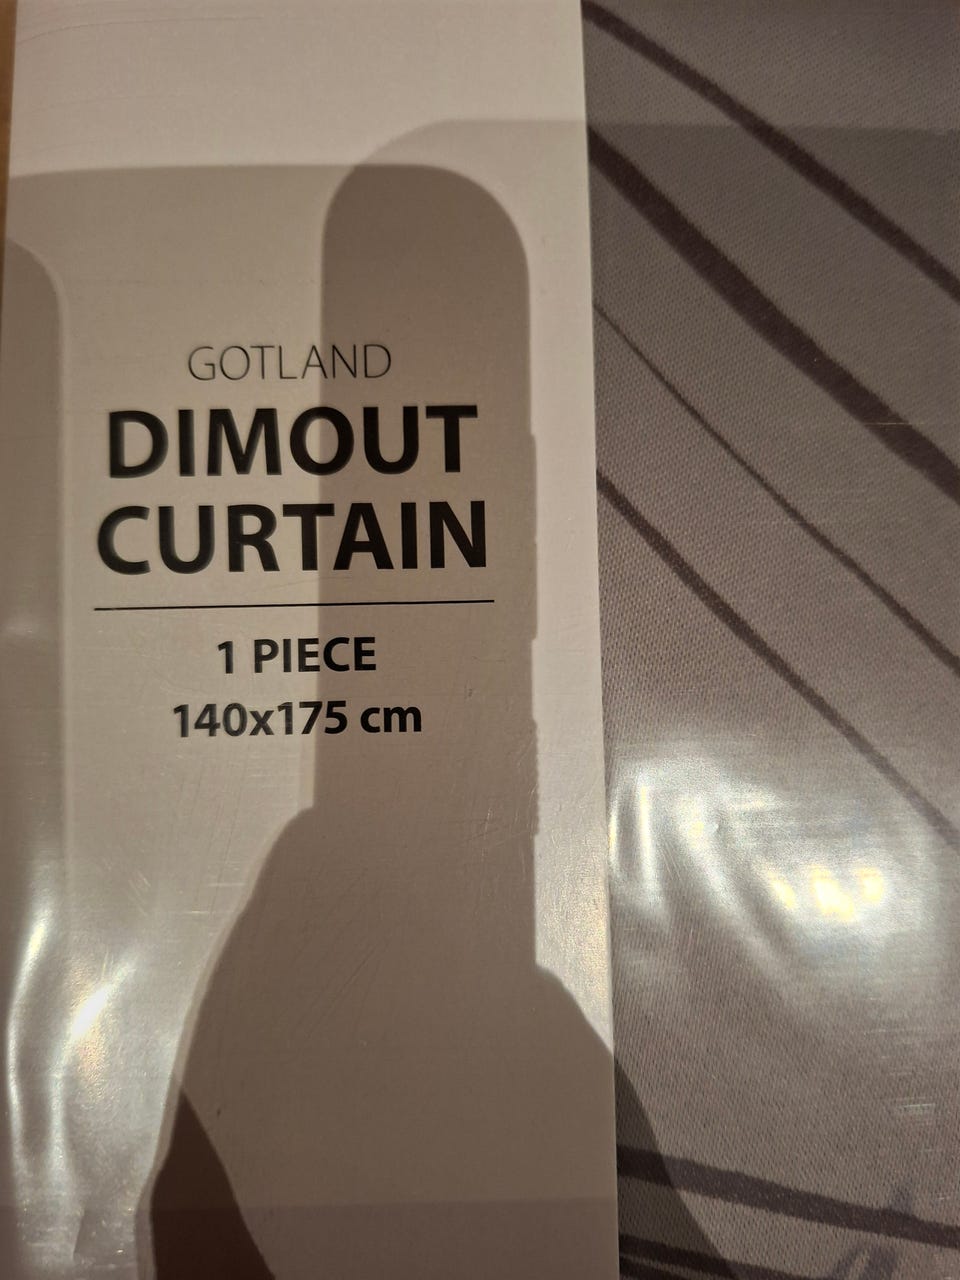 GOTLAND
DIMOUT
CURTAIN
1 PIECE
140x175 cm